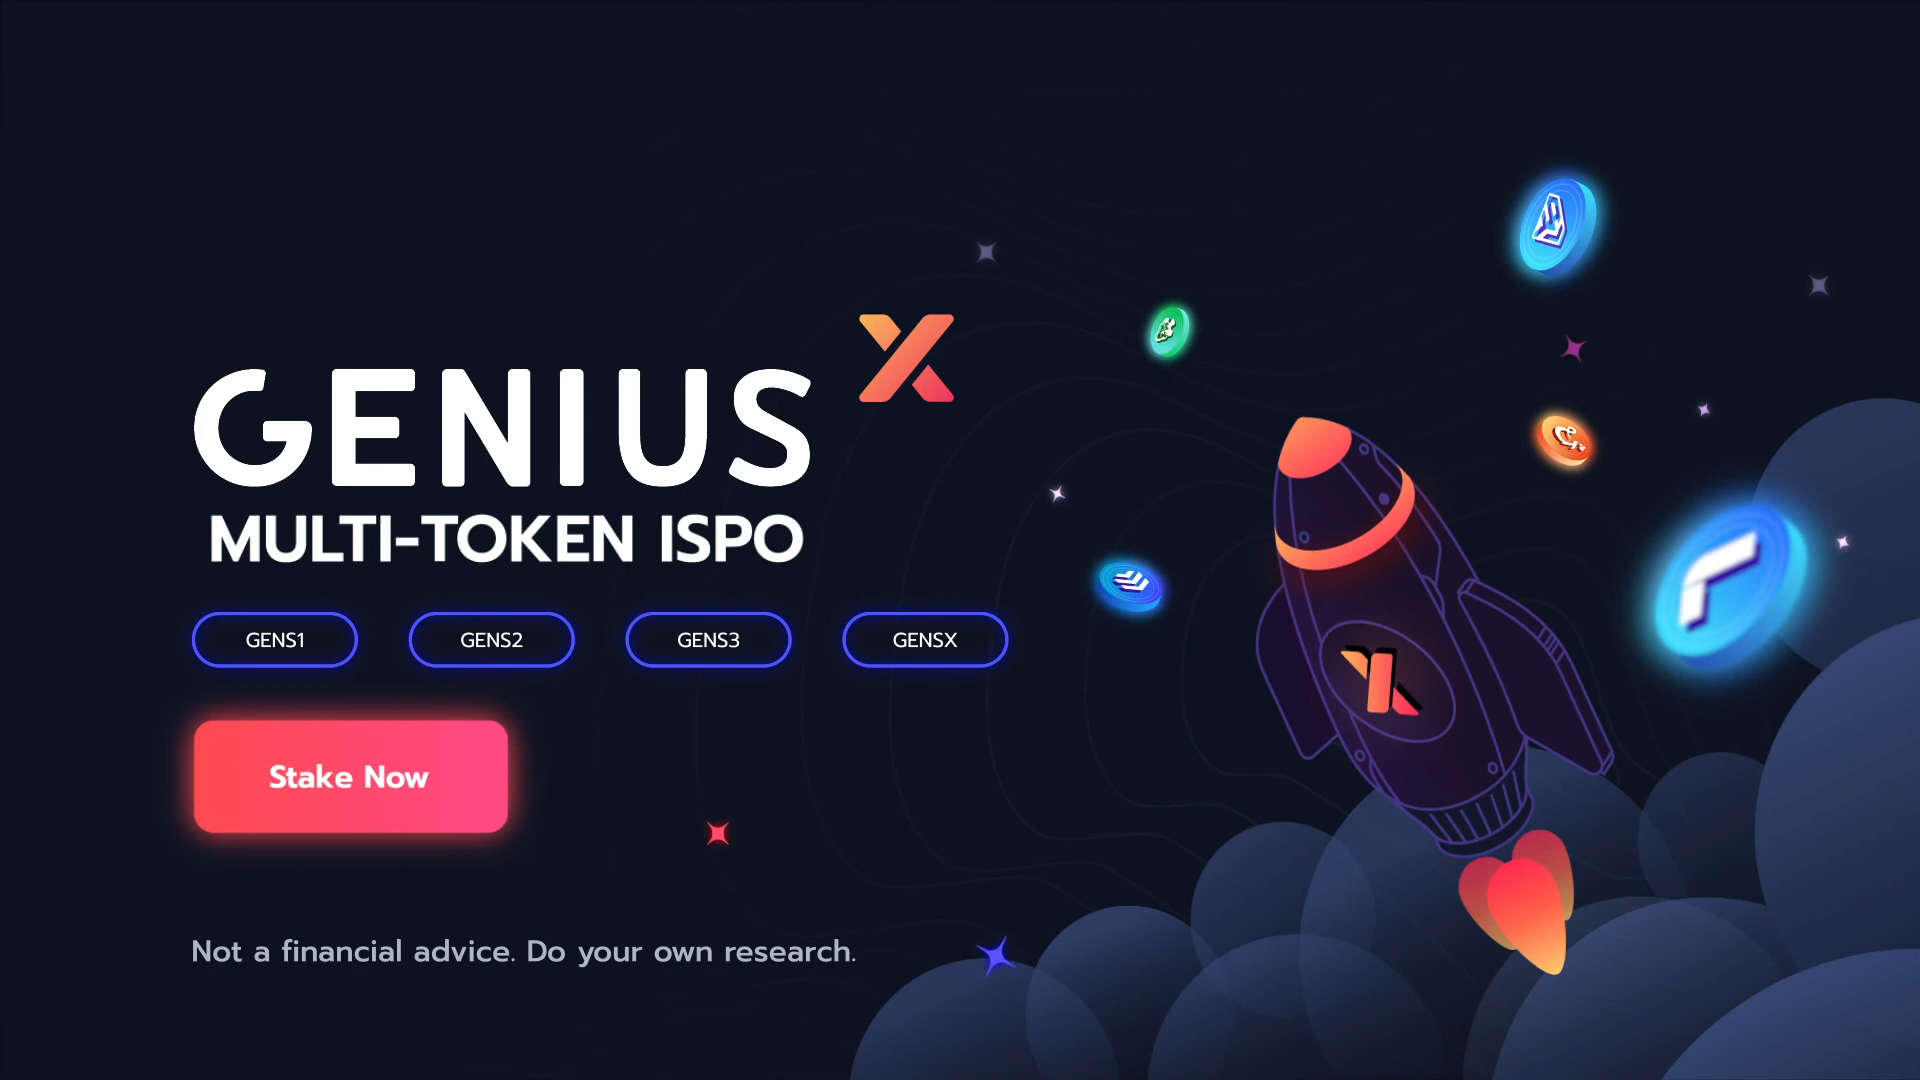 GENIUS X
MULTI-TOKEN ISPO
GENS1 GENS2 GENS3 GENSX
Stake Now
Not a financial advice. Do your own research.